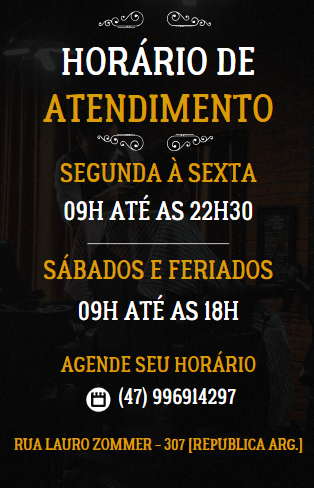 HORÁRIO DE
ATENDIMENTO
SEGUNDA À SEXTA
09H ATÉ AS 22H30
SÁBADOS E FERIADOS
09H ATÉ AS 18H
AGENDE SEU HORÁRIO
(47) 996914297
RUA LAURO ZOMMER - 307 [REPUBLICA ARG.]